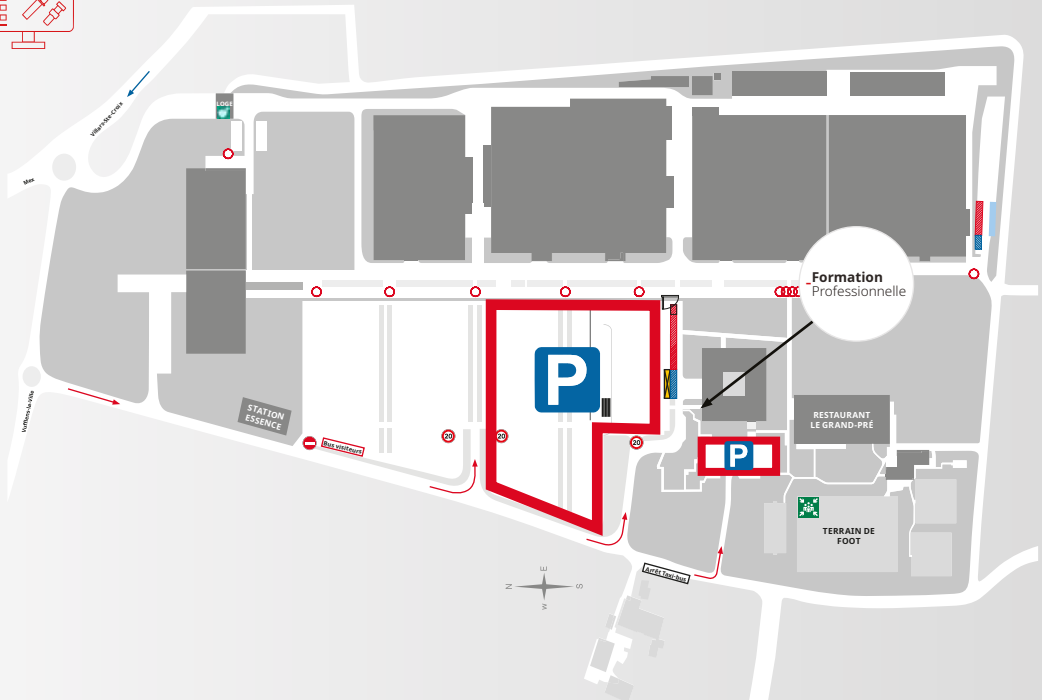 LOGE
Villars-Ste-Croix
Mex
Formation
Professionnelle
P
STATION
ESSENCE
RESTAURANT
LE GRAND-PRÉ
Vufflens-la-Ville
Bus visiteurs
20
20
20
P
TERRAIN DE
FOOT
Arrêt Taxi-bus
E
N
S
W